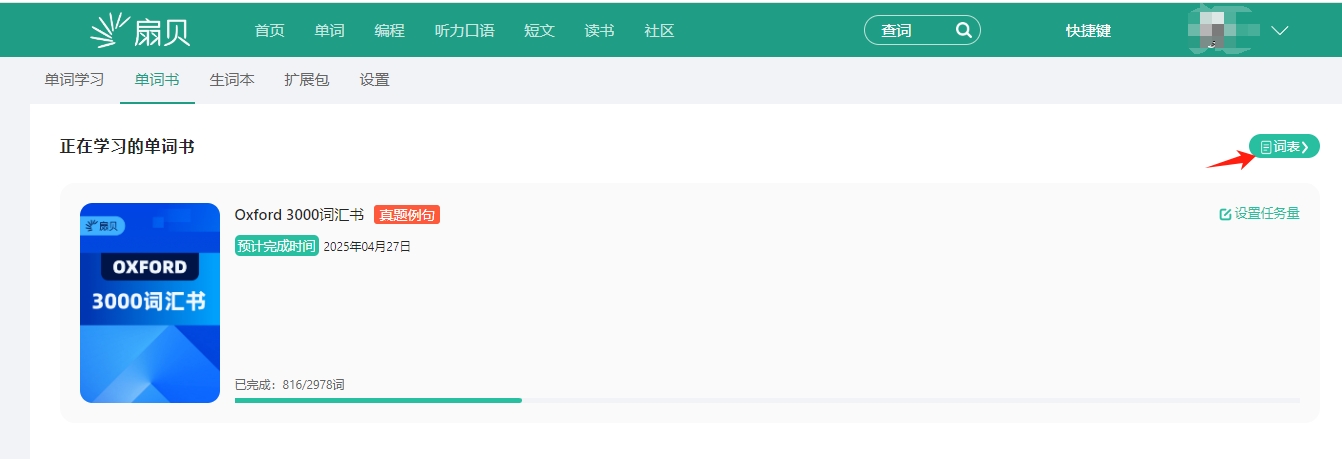 扇贝 首页 单词 编程 听力口语 短文 读书 社区 查词 快捷键
单词学习 单词书 生词本 扩展包 设置
正在学习的单词书 词表
扇贝
OXFORD
3000词汇书
Oxford 3000词汇书 真题例句 设置任务量
预计完成时间 2025年04月27日
已完成：816/2978词